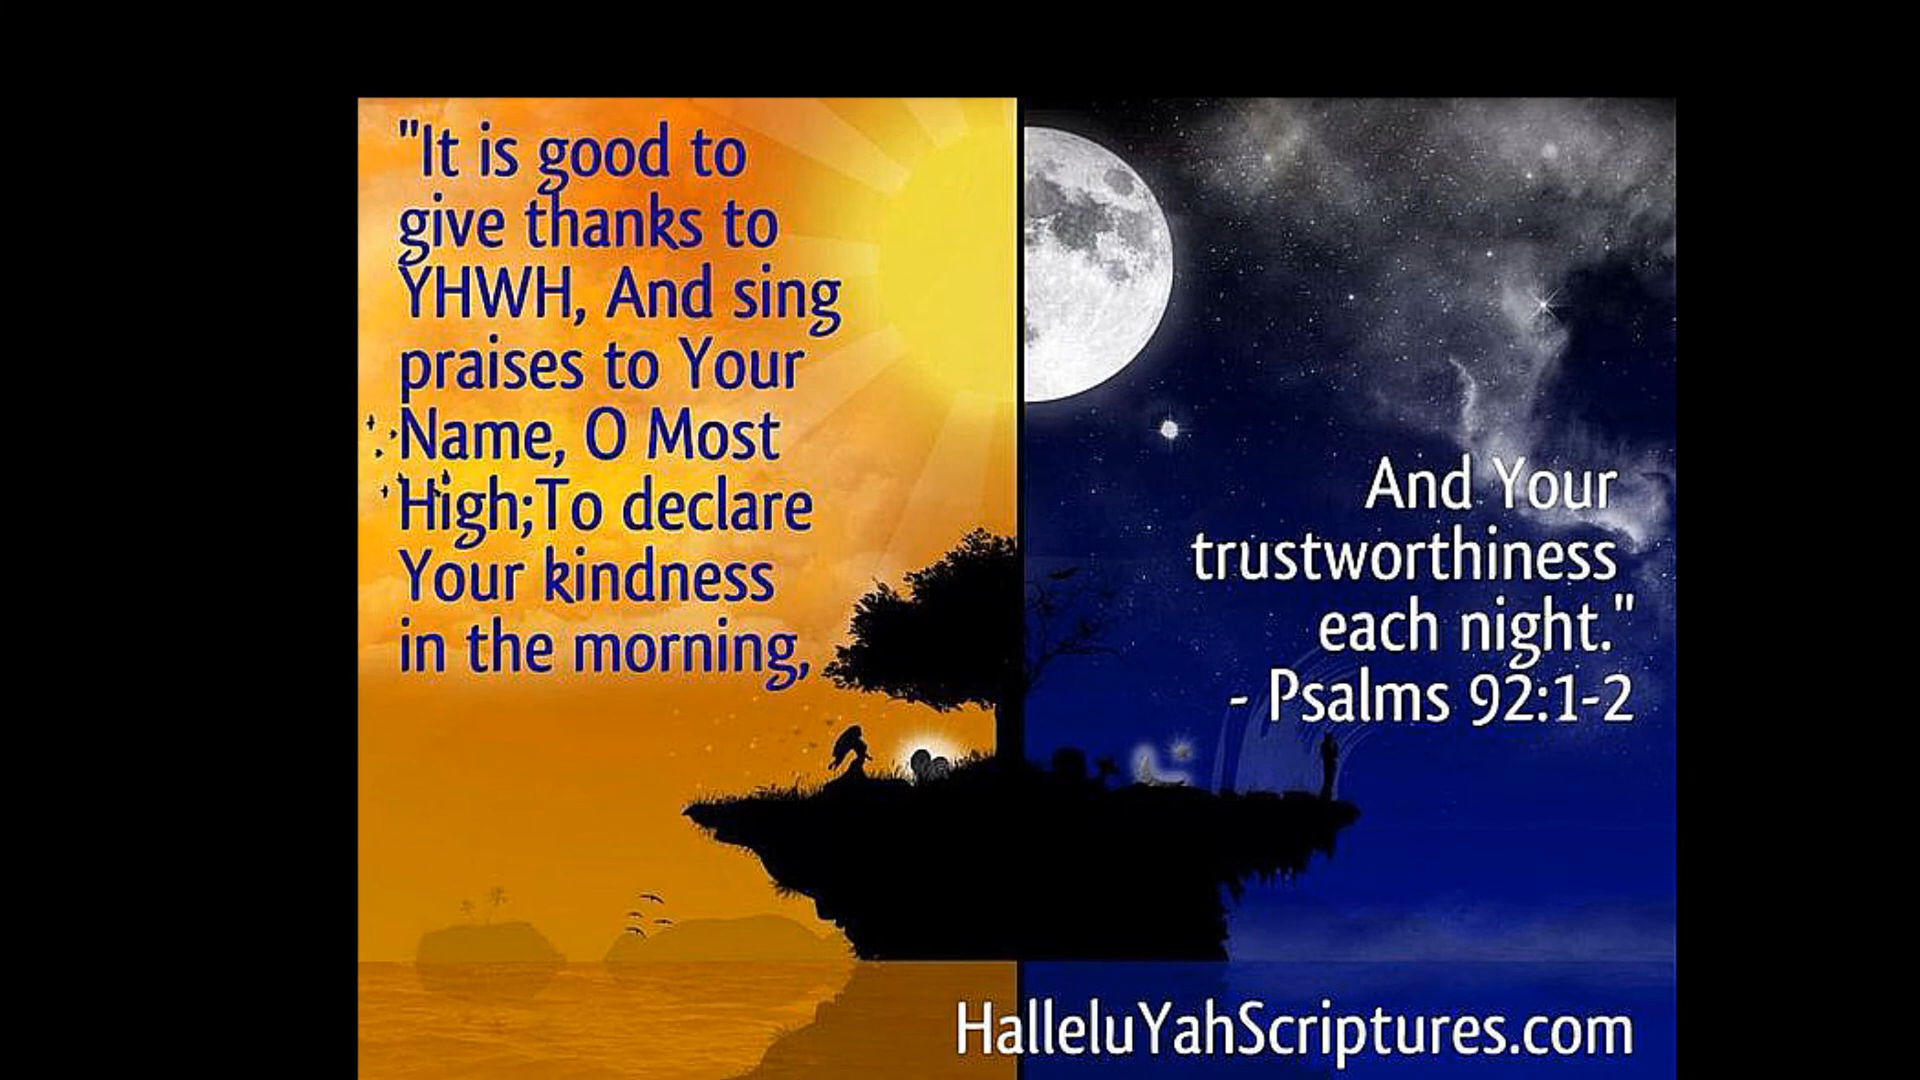 "It is good to
give thanks to
YHWH, And sing
praises to Your
Name, O Most
High;To declare
Your kindness
in the morning,
And Your
trustworthiness
each night."
- Psalms 92:1-2
HalleluYahScriptures.com